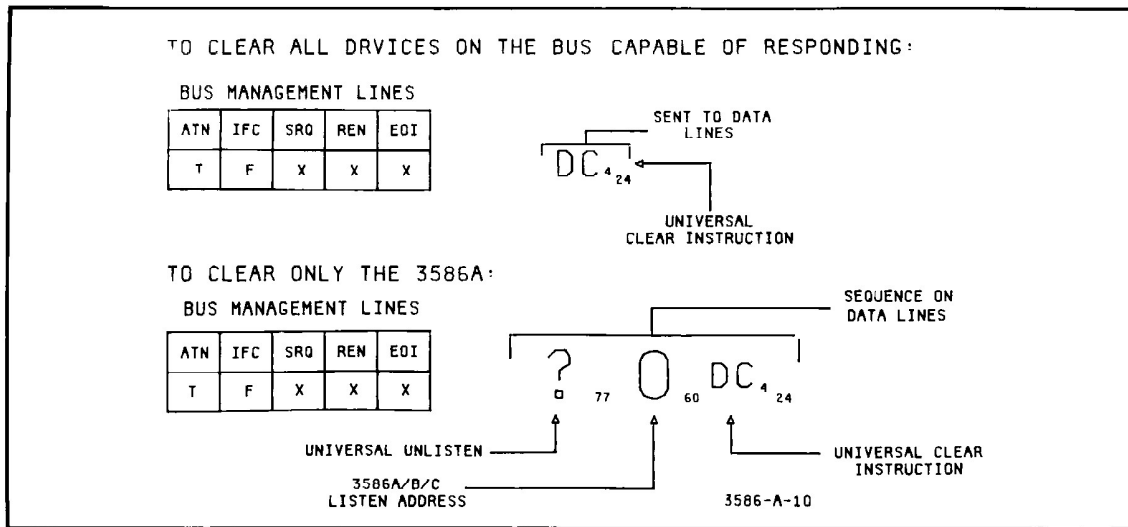 TO CLEAR ALL DRVICES ON THE BUS CAPABLE OF RESPONDING:
BUS MANAGEMENT LINES
ATN IFC SRQ REN EOI
T F X X X
SENT TO DATA
LINES
DC4 24
UNIVERSAL
CLEAR INSTRUCTION
TO CLEAR ONLY THE 3586A:
BUS MANAGEMENT LINES
ATN IFC SRQ REN EOI
T F X X X
SEQUENCE ON
DATA LINES
? 77 0 60 DC4 24
UNIVERSAL UNLISTEN
3586A/B/C
LISTEN ADDRESS
UNIVERSAL CLEAR
INSTRUCTION
3586-A-10